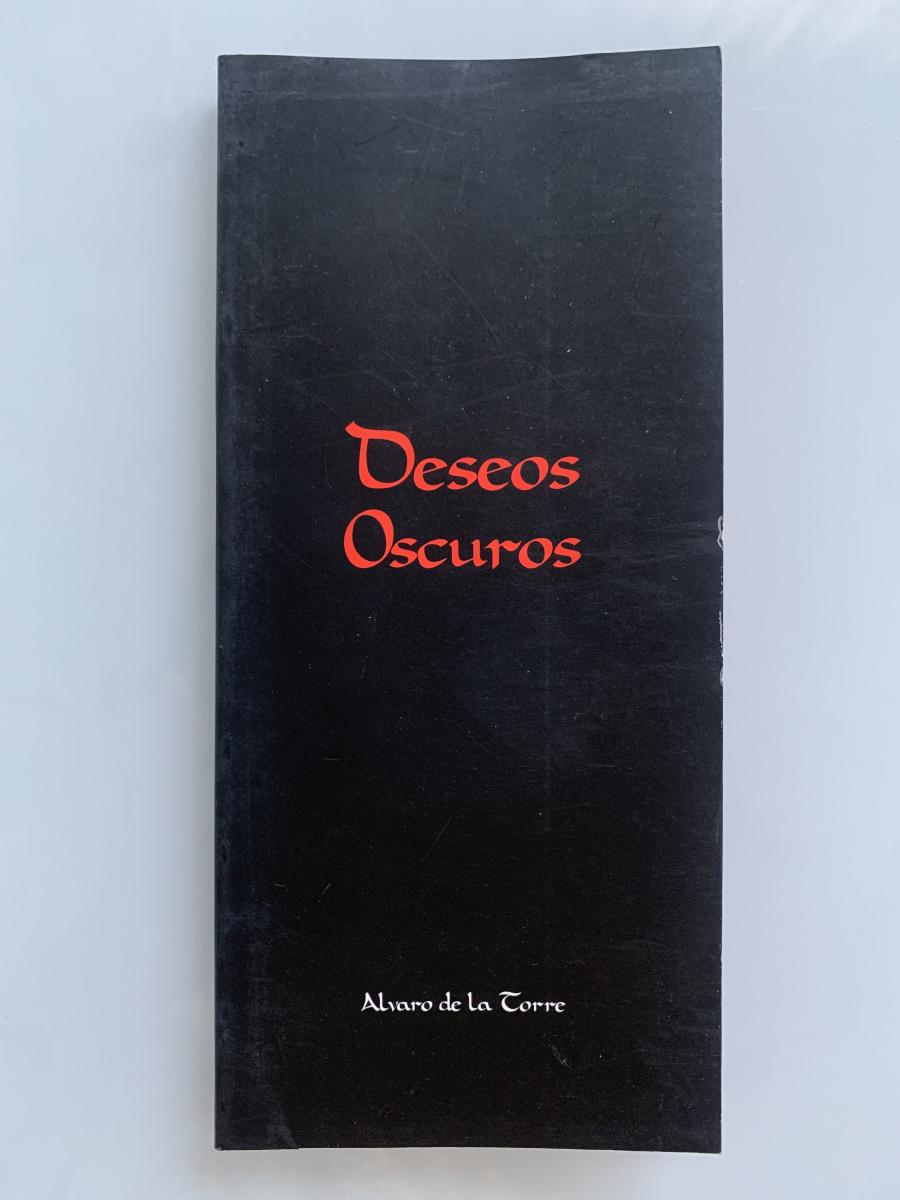 Deseos
Oscuros
Alvaro de la Torre